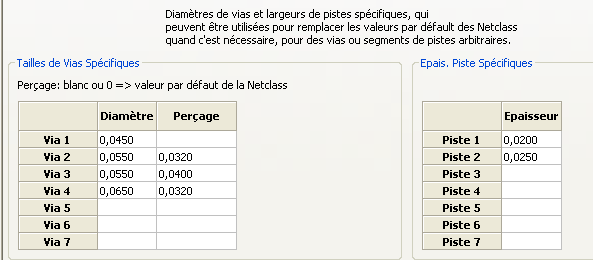 Diamètres de vias et largeurs de pistes spécifiques, qui
peuvent être utilisées pour remplacer les valeurs par défault des Netclass
quand c'est nécessaire, pour des vias ou segments de pistes arbitraires.
Tailles de Vias Spécifiques
Perçage: blanc ou 0 => valeur par défaut de la Netclass
Diamètre Perçage
Via 1 0,0450
Via 2 0,0550 0,0320
Via 3 0,0550 0,0400
Via 4 0,0650 0,0320
Via 5
Via 6
Via 7
Epais. Piste Spécifiques
Epaisseur
Piste 1 0,0200
Piste 2 0,0250
Piste 3
Piste 4
Piste 5
Piste 6
Piste 7